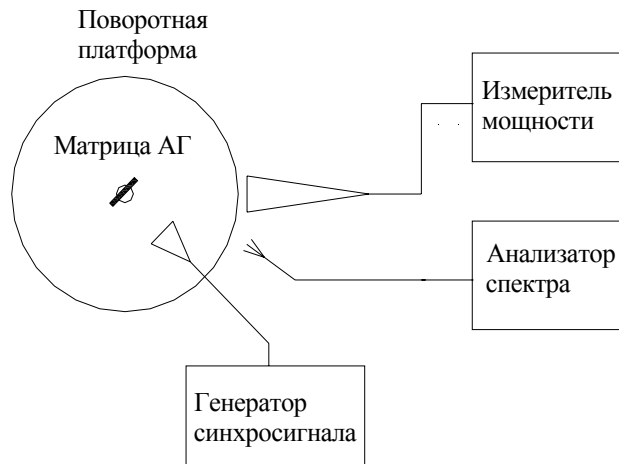 Поворотная
платформа
Матрица АГ
Измеритель
мощности
Анализатор
спектра
Генератор
синхросигнала